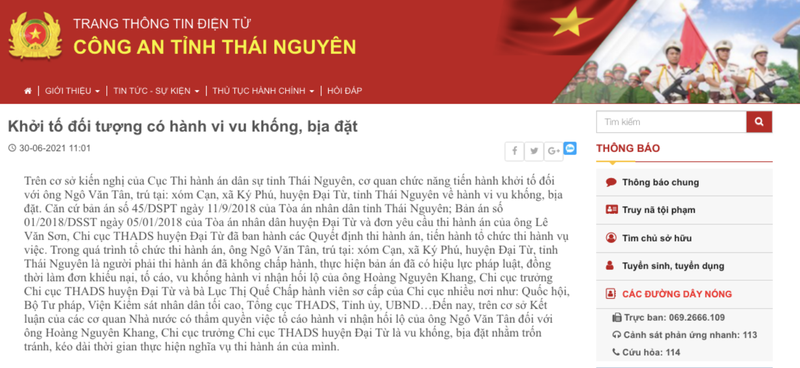 TRANG THÔNG TIN ĐIỆN TỬ
CÔNG AN TỈNH THÁI NGUYÊN
GIỚI THIỆU
TIN TỨC - SỰ KIỆN
THỦ TỤC HÀNH CHÍNH
HỎI ĐÁP
Khởi tố đối tượng có hành vi vu khống, bịa đặt
30-06-2021 11:01
Trên cơ sở kiến nghị của Cục Thi hành án dân sự tỉnh Thái Nguyên, cơ quan chức năng tiến hành khởi tố đối
với ông Ngô Văn Tân, trú tại: xóm Cạn, xã Ký Phú, huyện Đại Từ, tỉnh Thái Nguyên về hành vi vu khống, bịa
đặt. Căn cứ bản án số 45/DSPT ngày 11/9/2018 của Tòa án nhân dân tỉnh Thái Nguyên; Bản án số
01/2018/DSST ngày 05/01/2018 của Tòa án nhân dân huyện Đại Từ và đơn yêu cầu thi hành án của ông Lê
Văn Sơn, Chi cục THADS huyện Đại Từ đã ban hành các Quyết định thi hành án, tiến hành tổ chức thi hành vụ
việc. Trong quá trình tổ chức thi hành án, ông Ngô Văn Tân, trú tại: xóm Cạn, xã Ký Phú, huyện Đại Từ, tỉnh
Thái Nguyên là người phải thi hành án đã không chấp hành, thực hiện bản án đã có hiệu lực pháp luật, đồng
thời làm đơn khiếu nại, tố cáo, vu khống hành vi nhận hối lộ của ông Hoàng Nguyên Khang, Chi cục trưởng
Chi cục THADS huyện Đại Từ và bà Lục Thị Quế Chấp hành viên sơ cấp của Chi cục nhiều nơi như: Quốc hội,
Bộ Tư pháp, Viện Kiểm sát nhân dân tối cao, Tổng cục THADS, Tỉnh ủy, UBND…Đến nay, trên cơ sở Kết
luận của các cơ quan Nhà nước có thẩm quyền việc tố cáo hành vi nhận hối lộ của ông Ngô Văn Tân đối với
ông Hoàng Nguyên Khang, Chi cục trưởng Chi cục THADS huyện Đại Từ là vu khống, bịa đặt nhằm trốn
tránh, kéo dài thời gian thực hiện nghĩa vụ thi hành án của mình.
Tìm kiếm
THÔNG BÁO
Thông báo chung
Truy nã tội phạm
Tìm chủ sở hữu
Tuyển sinh, tuyển dụng
CÁC ĐƯỜNG DÂY NÓNG
Trực ban: 069.2666.109
Cảnh sát phản ứng nhanh: 113
Cứu hỏa: 114